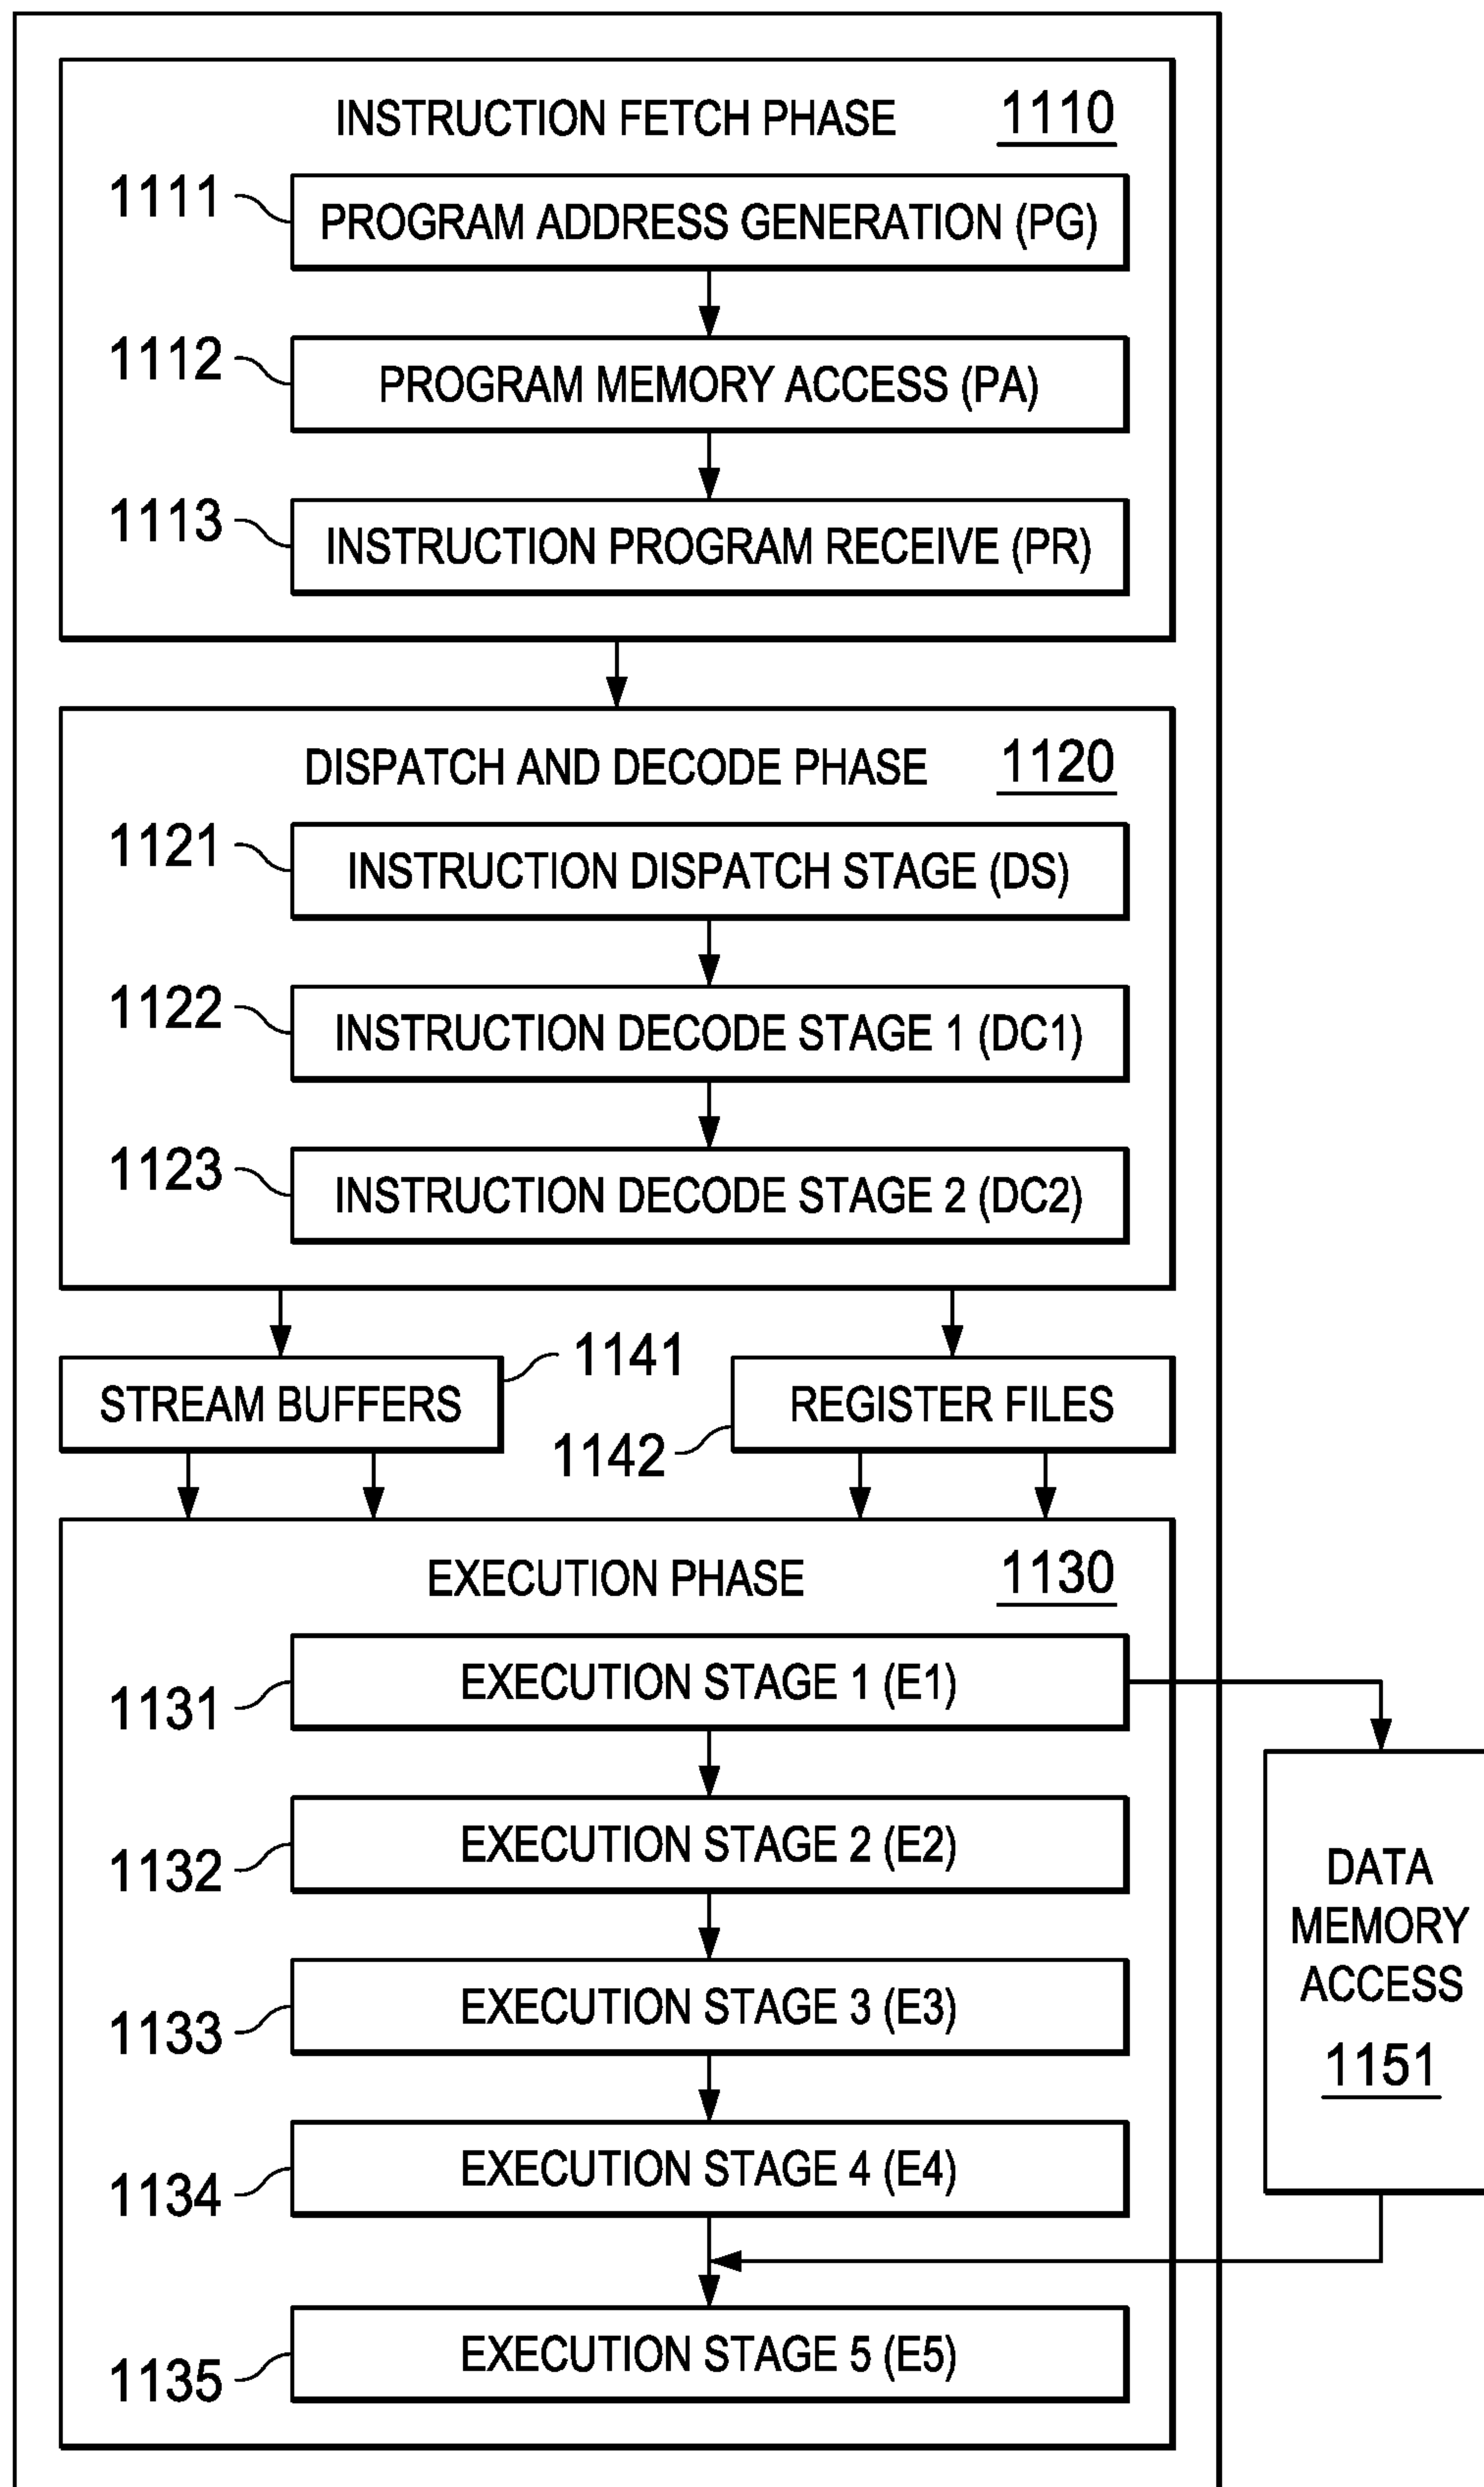 INSTRUCTION FETCH PHASE 1110
1111
PROGRAM ADDRESS GENERATION (PG)
1112
PROGRAM MEMORY ACCESS (PA)
1113
INSTRUCTION PROGRAM RECEIVE (PR)
DISPATCH AND DECODE PHASE 1120
1121
INSTRUCTION DISPATCH STAGE (DS)
1122
INSTRUCTION DECODE STAGE 1 (DC1)
1123
INSTRUCTION DECODE STAGE 2 (DC2)
STREAM BUFFERS
1141
1142
REGISTER FILES
EXECUTION PHASE 1130
1131
EXECUTION STAGE 1 (E1)
1132
EXECUTION STAGE 2 (E2)
1133
EXECUTION STAGE 3 (E3)
1134
EXECUTION STAGE 4 (E4)
1135
EXECUTION STAGE 5 (E5)
DATA
MEMORY
ACCESS
1151